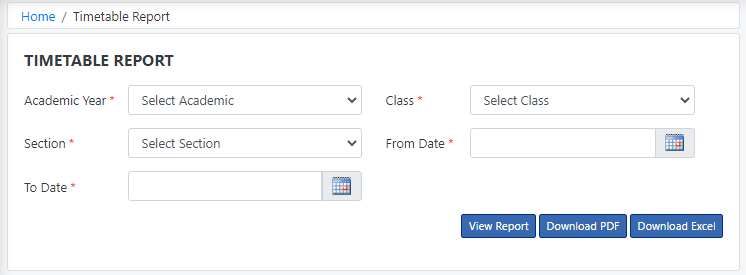 Home / Timetable Report
TIMETABLE REPORT
Academic Year * Select Academic Class * Select Class
Section * Select Section From Date *
To Date *
View Report Download PDF Download Excel